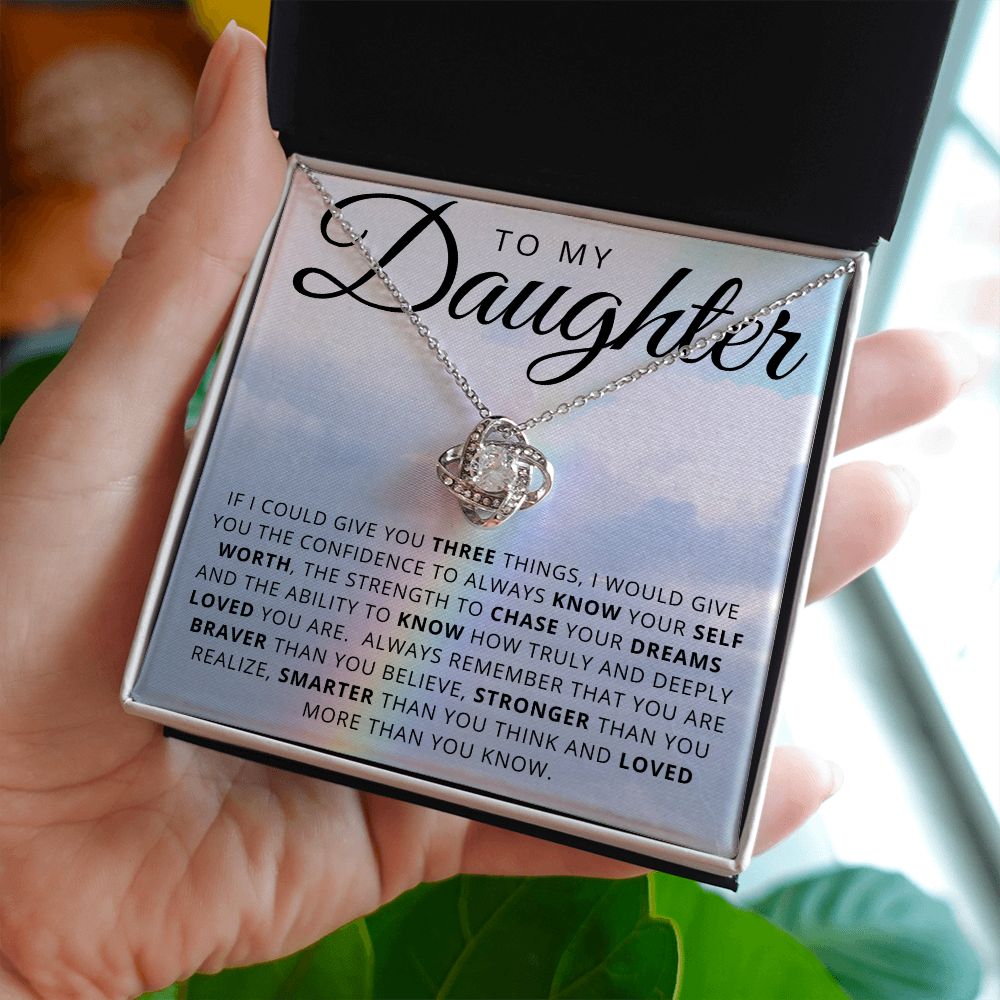 TO MY
Daughter
IF I COULD GIVE YOU THREE THINGS, I WOULD GIVE
YOU THE CONFIDENCE TO ALWAYS KNOW YOUR SELF
WORTH, THE STRENGTH TO CHASE YOUR DREAMS
AND THE ABILITY TO KNOW HOW TRULY AND DEEPLY
LOVED YOU ARE. ALWAYS REMEMBER THAT YOU ARE
BRAVER THAN YOU BELIEVE, STRONGER THAN YOU
REALIZE, SMARTER THAN YOU THINK AND LOVED
MORE THAN YOU KNOW.